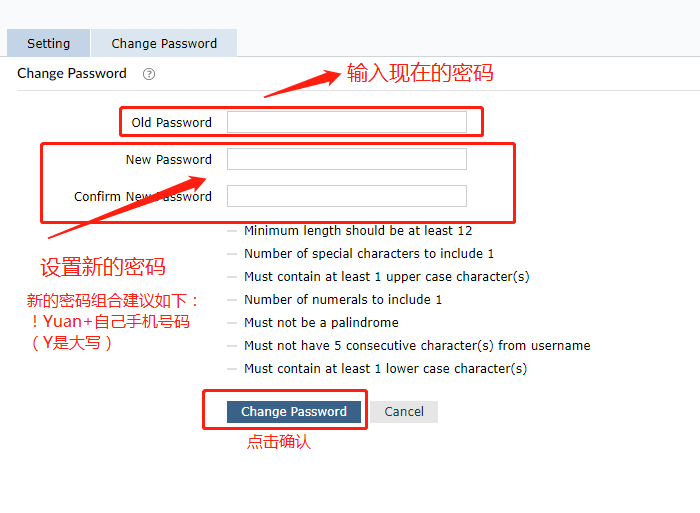 Setting
Change Password
Change Password ?
输入现在的密码
Old Password
New Password
Confirm New Password
Minimum length should be at least 12
Number of special characters to include 1
Must contain at least 1 upper case character(s)
Number of numerals to include 1
Must not be a palindrome
Must not have 5 consecutive character(s) from username
Must contain at least 1 lower case character(s)
设置新的密码
新的密码组合建议如下：
！Yuan+自己手机号码
（Y是大写）
Change Password
Cancel
点击确认